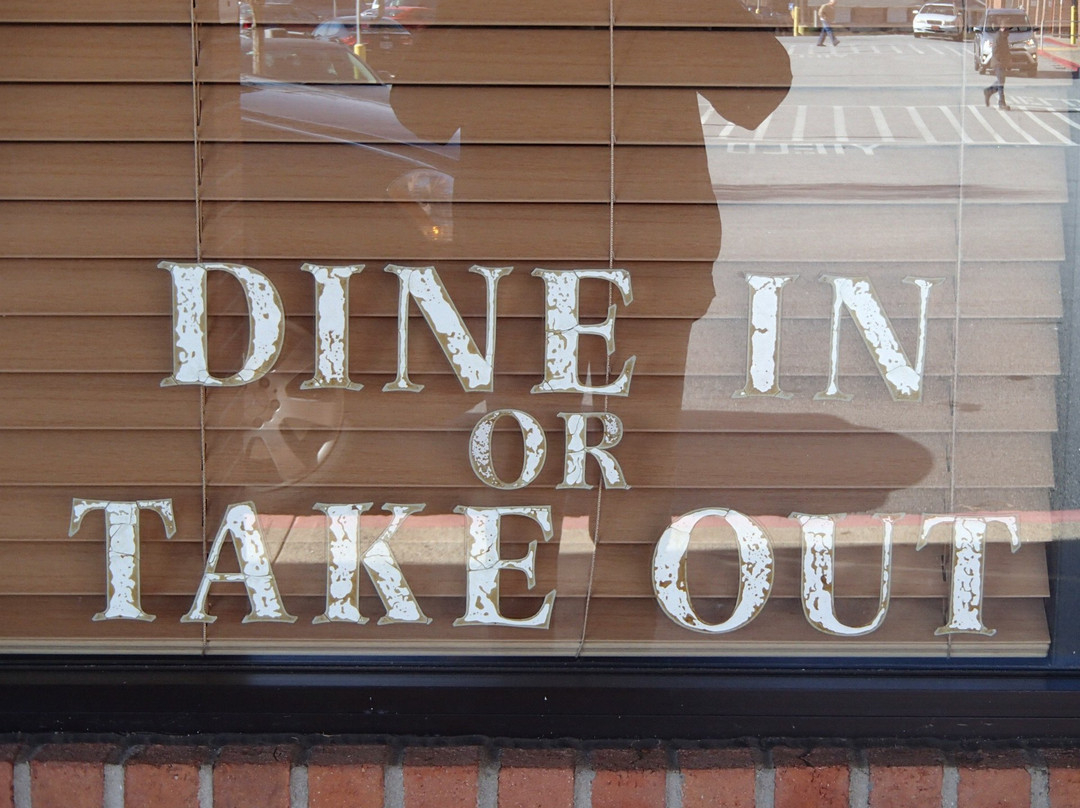 DINE IN
OR
TAKE OUT